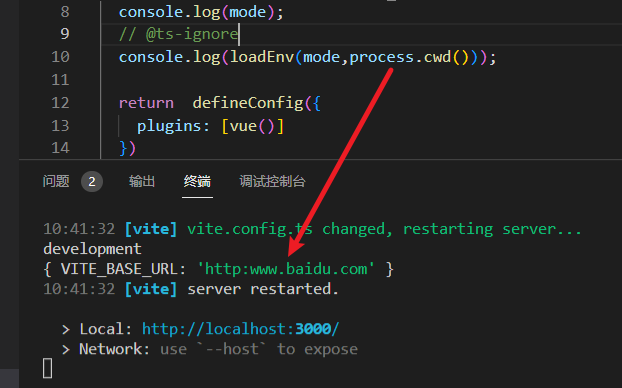 8 console.log(mode);
9 // @ts-ignore
10 console.log(loadEnv(mode,process.cwd()));
11
12 return  defineConfig({
13 plugins: [vue()]
14 })
问题 2 输出 终端 调试控制台
10:41:32 [vite] vite.config.ts changed, restarting server...
development
{ VITE_BASE_URL: 'http:www.baidu.com' }
10:41:32 [vite] server restarted.
> Local: http://localhost:3000/
> Network: use `--host` to expose